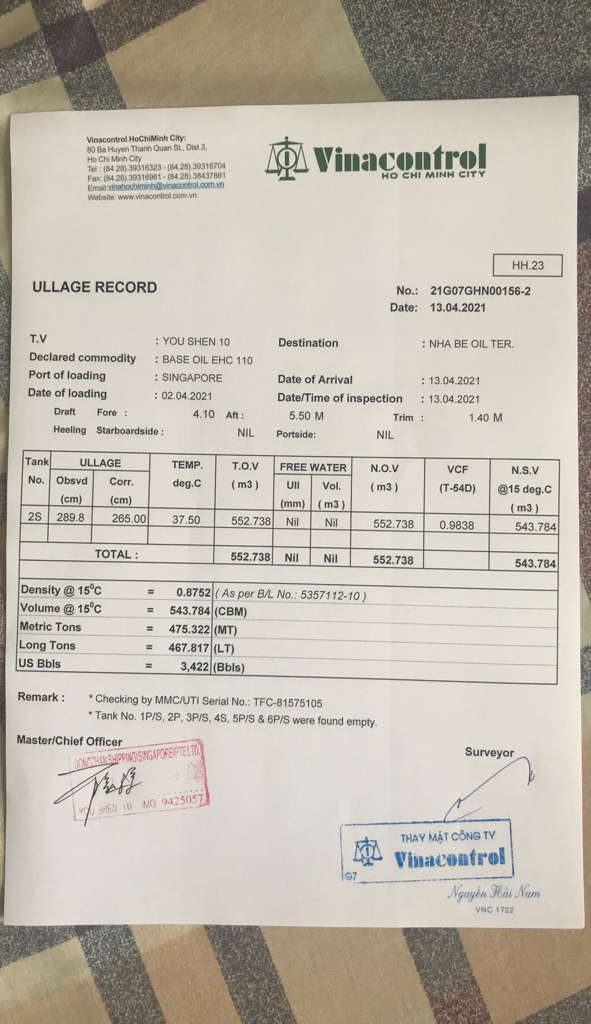 Vinacontrol HoChiMinh City:
80 Ba Huyen Thanh Quan St., Dist.3,
Ho Chi Minh City
Tel : (84.28).39316323 - (84.28).39316704
Fax: (84.28).39316961 - (84.28).38437861
Email:vinahochiminh@vinacontrol.com.vn
Website: www.vinacontrol.com.vn
Vinacontrol
HO CHI MINH CITY
HH.23
ULLAGE RECORD
No.: 21G07GHN00156-2
Date: 13.04.2021
T.V : YOU SHEN 10 Destination : NHA BE OIL TER.
Declared commodity : BASE OIL EHC 110
Port of loading : SINGAPORE Date of Arrival : 13.04.2021
Date of loading : 02.04.2021 Date/Time of inspection : 13.04.2021
Draft Fore : 4.10 Aft : 5.50 M Trim : 1.40 M
Heeling Starboardside : NIL Portside: NIL
Tank No. ULLAGE TEMP. deg.C T.O.V ( m3 ) FREE WATER N.O.V ( m3 ) VCF (T-54D) N.S.V @15 deg.C ( m3 )
Obsvd (cm) Corr. (cm) Ull (mm) Vol. ( m3 )
2S 289.8 265.00 37.50 552.738 Nil Nil 552.738 0.9838 543.784
TOTAL : 552.738 Nil Nil 552.738 543.784
Density @ 15⁰C = 0.8752 ( As per B/L No.: 5357112-10 )
Volume @ 15⁰C = 543.784 (CBM)
Metric Tons = 475.322 (MT)
Long Tons = 467.817 (LT)
US Bbls = 3,422 (Bbls)
Remark : * Checking by MMC/UTI Serial No.: TFC-81575105
* Tank No. 1P/S, 2P, 3P/S, 4S, 5P/S & 6P/S were found empty.
Master/Chief Officer
Surveyor
SHIPPING(SINGAPORE)PTE LTD.
YOU SHEN 10 IMO 9425057
THAY MẶT CÔNG TY
Vinacontrol
G7
Nguyễn Hải Nam
VNC 1722